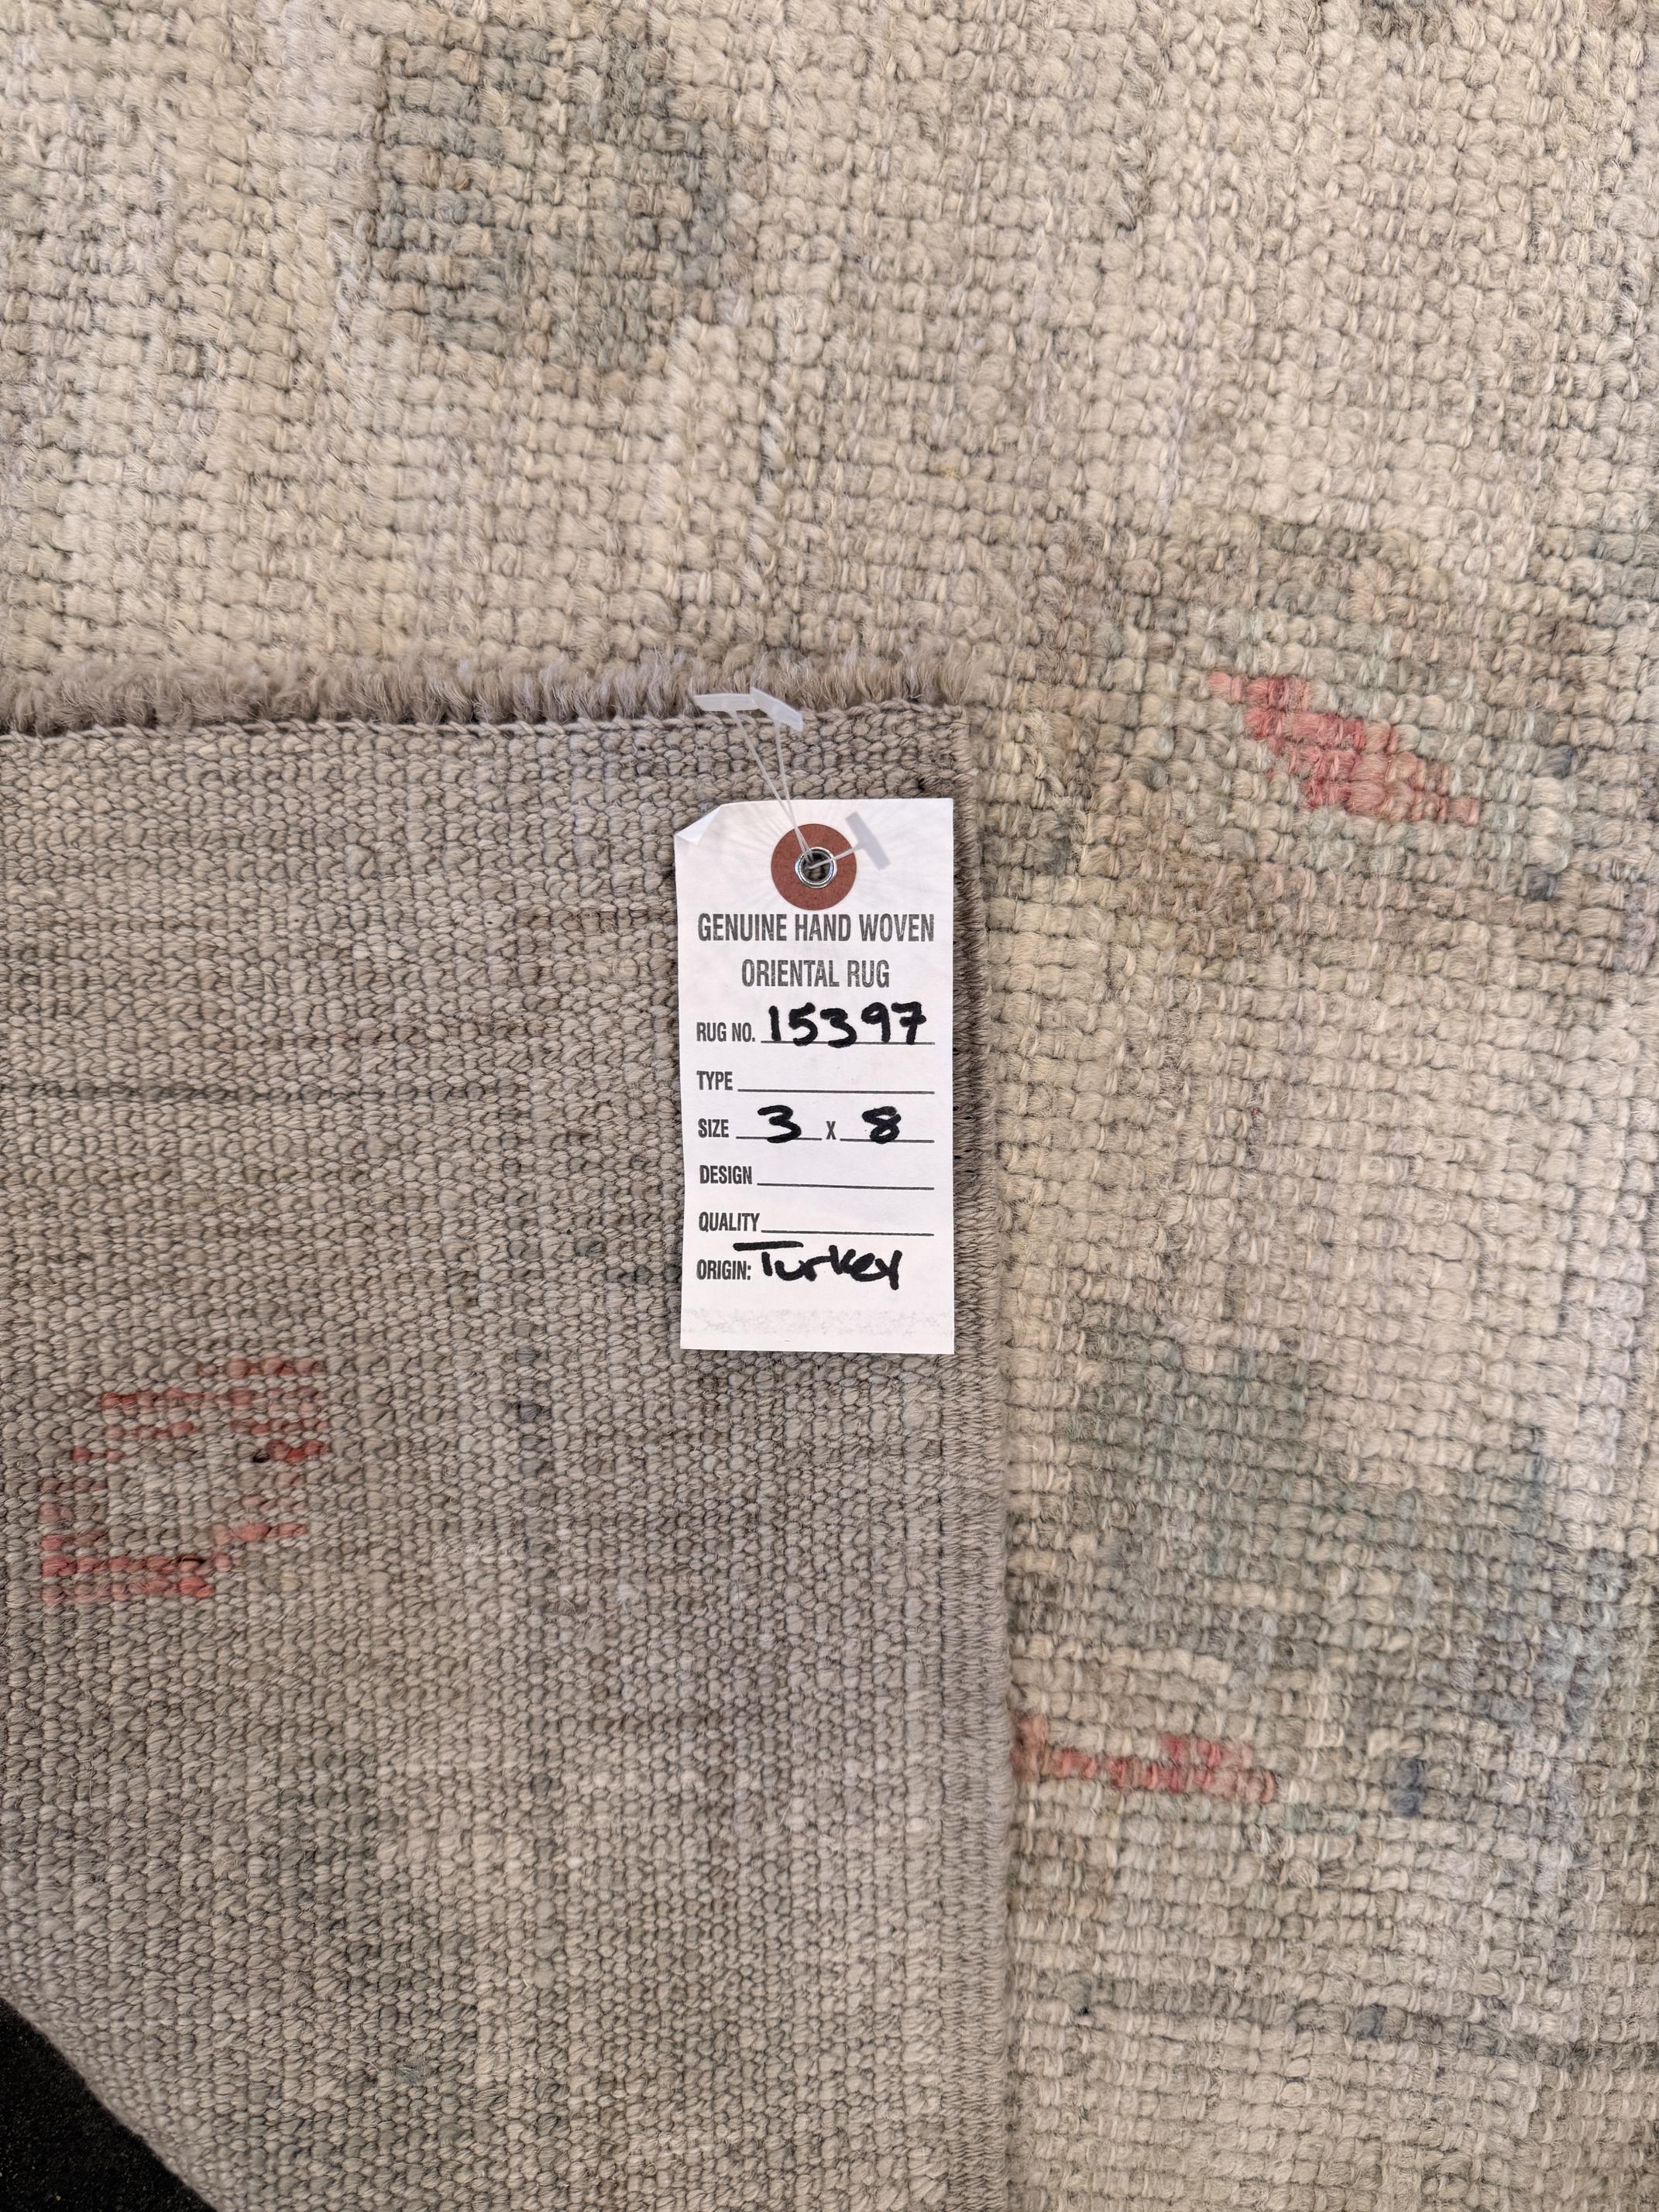 GENUINE HAND WOVEN
ORIENTAL RUG
RUG NO. 15397
TYPE
SIZE 3 X 8
DESIGN
QUALITY
ORIGIN: Turkey